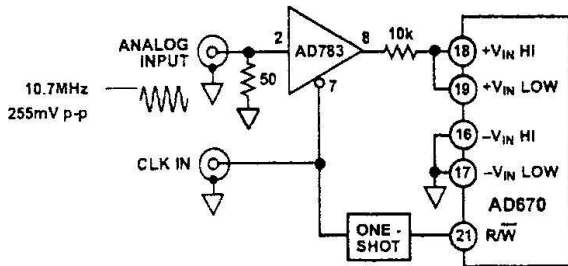 ANALOG
INPUT
2
AD783
8
10k
18
+VIN HI
50
7
19
+VIN LOW
10.7MHz
255mV p-p
16
–VIN HI
CLK IN
17
–VIN LOW
AD670
ONE -
SHOT
21
R/W̅